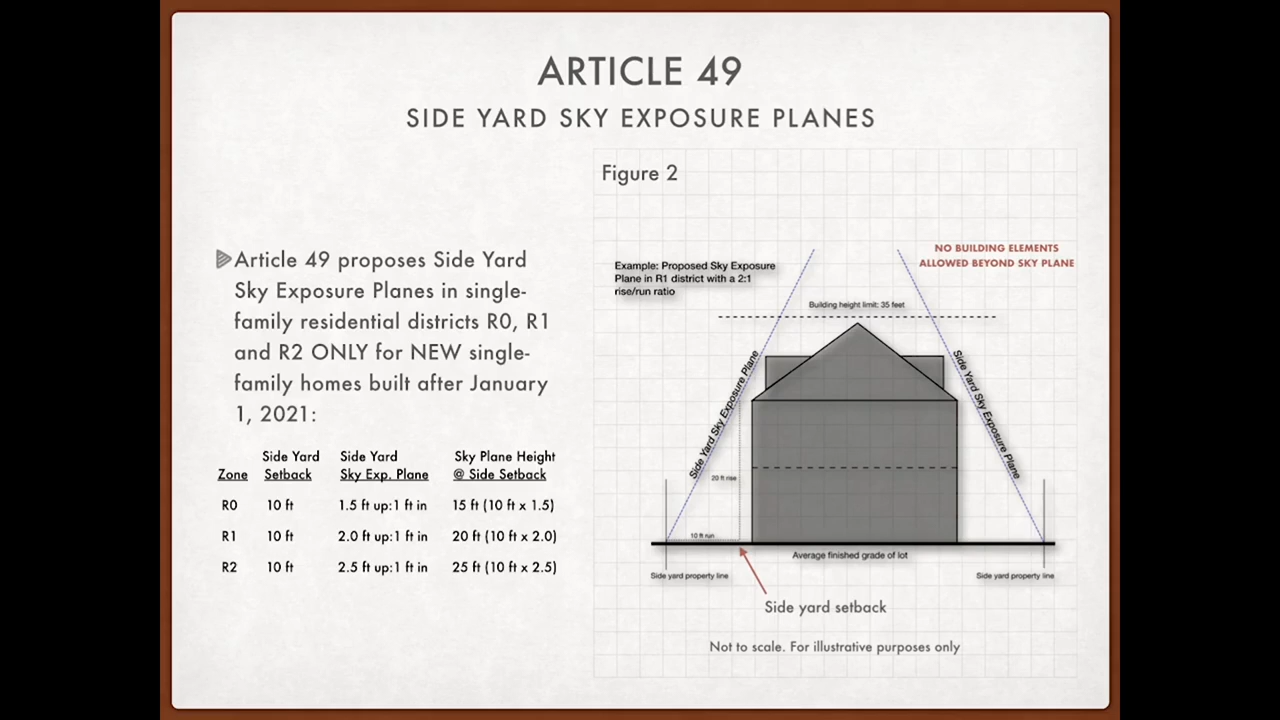 ARTICLE 49
SIDE YARD SKY EXPOSURE PLANES
Article 49 proposes Side Yard
Sky Exposure Planes in single-
family residential districts R0, R1
and R2 ONLY for NEW single-
family homes built after January
1, 2021:
Side Yard Side Yard Sky Plane Height
Zone Setback Sky Exp. Plane @ Side Setback
R0 10 ft 1.5 ft up:1 ft in 15 ft (10 ft x 1.5)
R1 10 ft 2.0 ft up:1 ft in 20 ft (10 ft x 2.0)
R2 10 ft 2.5 ft up:1 ft in 25 ft (10 ft x 2.5)
Figure 2
NO BUILDING ELEMENTS
ALLOWED BEYOND SKY PLANE
Example: Proposed Sky Exposure
Plane in R1 district with a 2:1
rise/run ratio
Building height limit: 35 feet
Side Yard Sky Exposure Plane
Side Yard Sky Exposure Plane
20 ft rise
10 ft run
Average finished grade of lot
Side yard property line
Side yard property line
Side yard setback
Not to scale. For illustrative purposes only